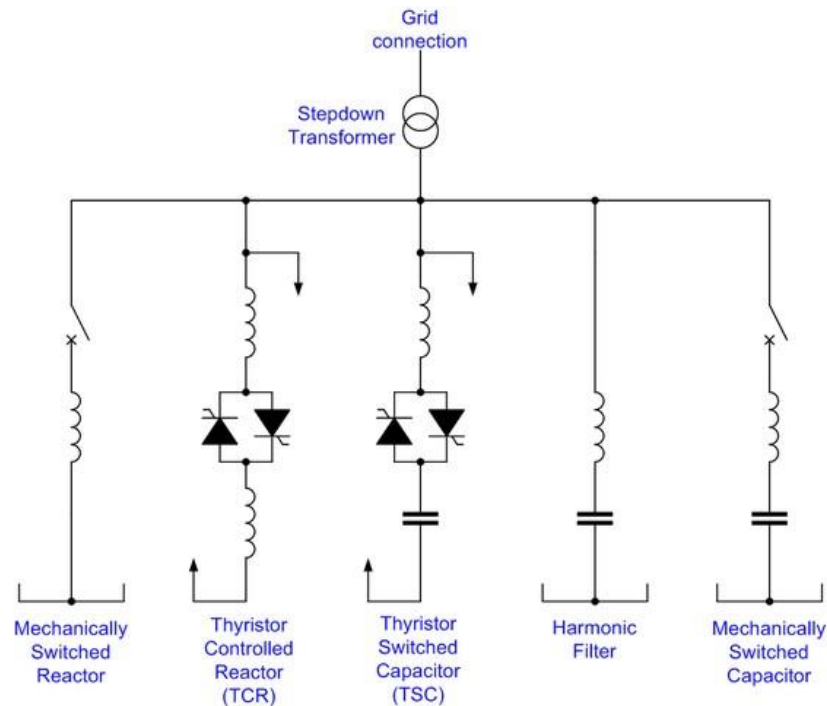 Grid
connection
Stepdown
Transformer
Mechanically
Switched
Reactor
Thyristor
Controlled
Reactor
(TCR)
Thyristor
Switched
Capacitor
(TSC)
Harmonic
Filter
Mechanically
Switched
Capacitor